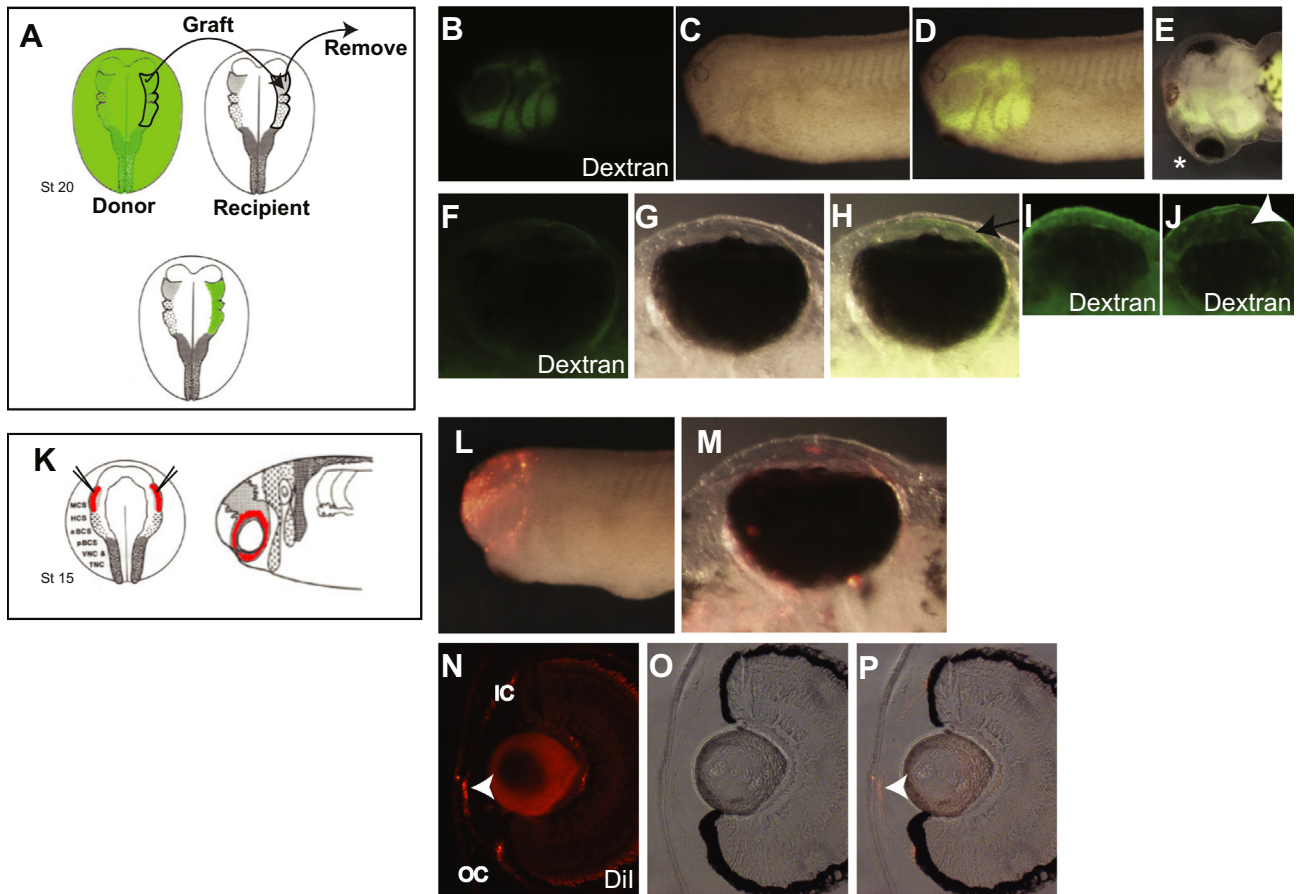 A
Graft
Remove
St 20
Donor
Recipient
B
Dextran
C
D
E
*
F
Dextran
G
H
I
Dextran
J
Dextran
K
MCS
HCS
aBCS
pBCS
VNC &
TNC
St 15
L
M
N
IC
OC
DiI
O
P